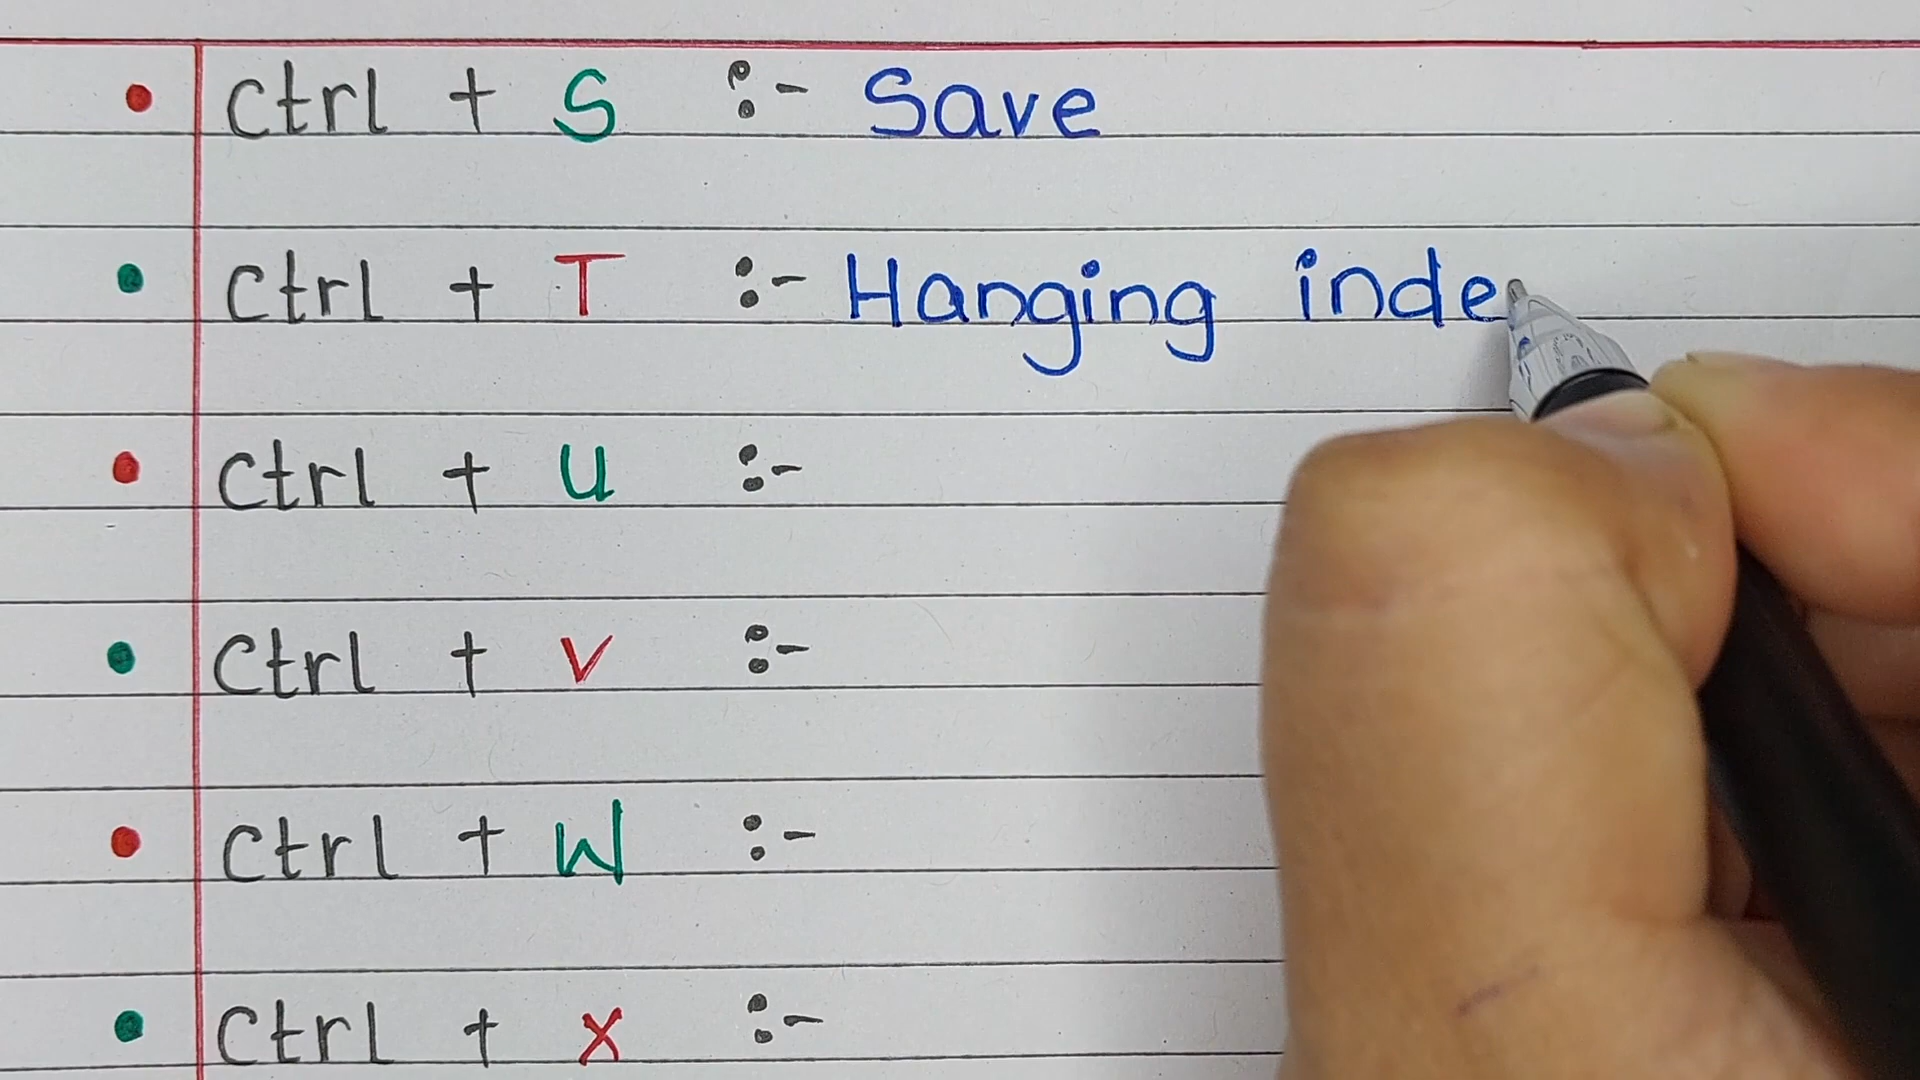 Ctrl + S :- Save
Ctrl + T :- Hanging inde
Ctrl + U :-
Ctrl + V :-
Ctrl + W :-
Ctrl + X :-